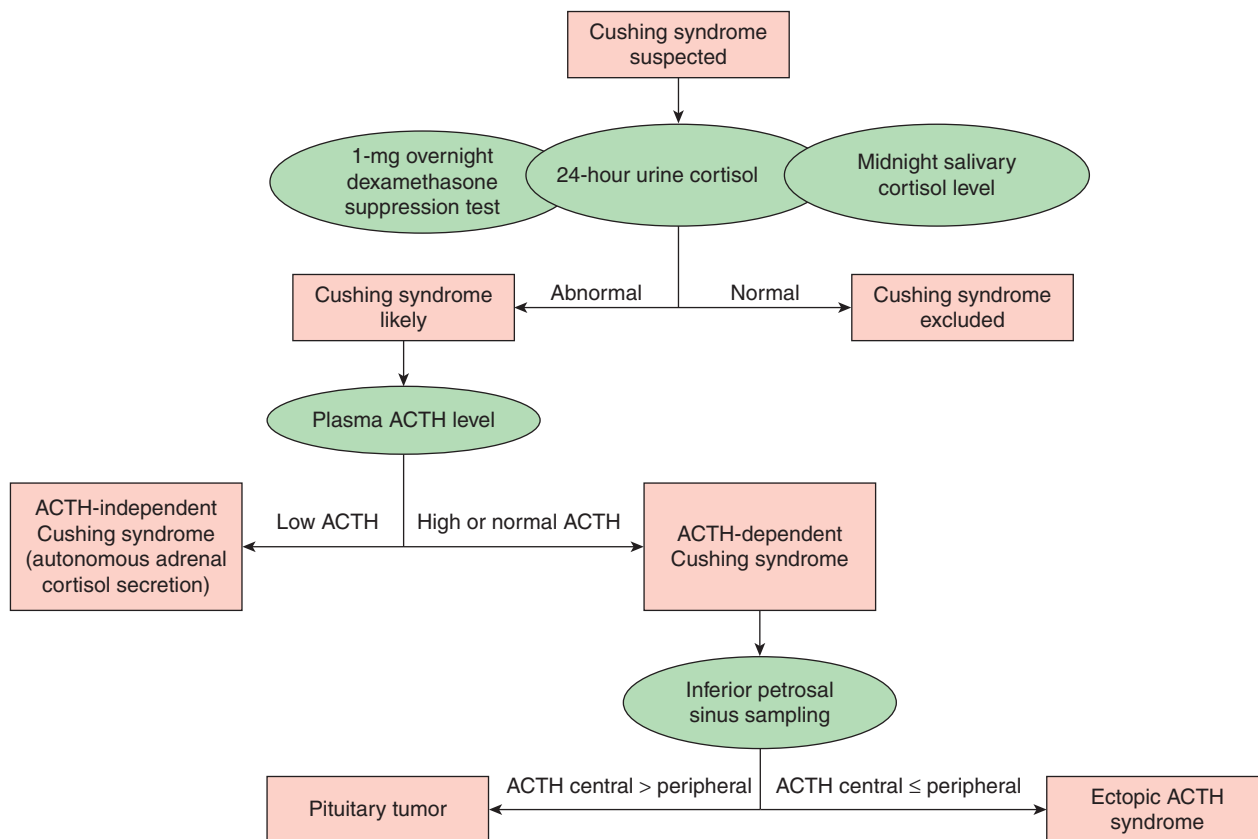 Cushing syndrome
suspected
1-mg overnight
dexamethasone
suppression test
24-hour urine cortisol
Midnight salivary
cortisol level
Abnormal
Normal
Cushing syndrome
likely
Cushing syndrome
excluded
Plasma ACTH level
ACTH-independent
Cushing syndrome
(autonomous adrenal
cortisol secretion)
Low ACTH
High or normal ACTH
ACTH-dependent
Cushing syndrome
Inferior petrosal
sinus sampling
ACTH central > peripheral
ACTH central ≤ peripheral
Pituitary tumor
Ectopic ACTH
syndrome